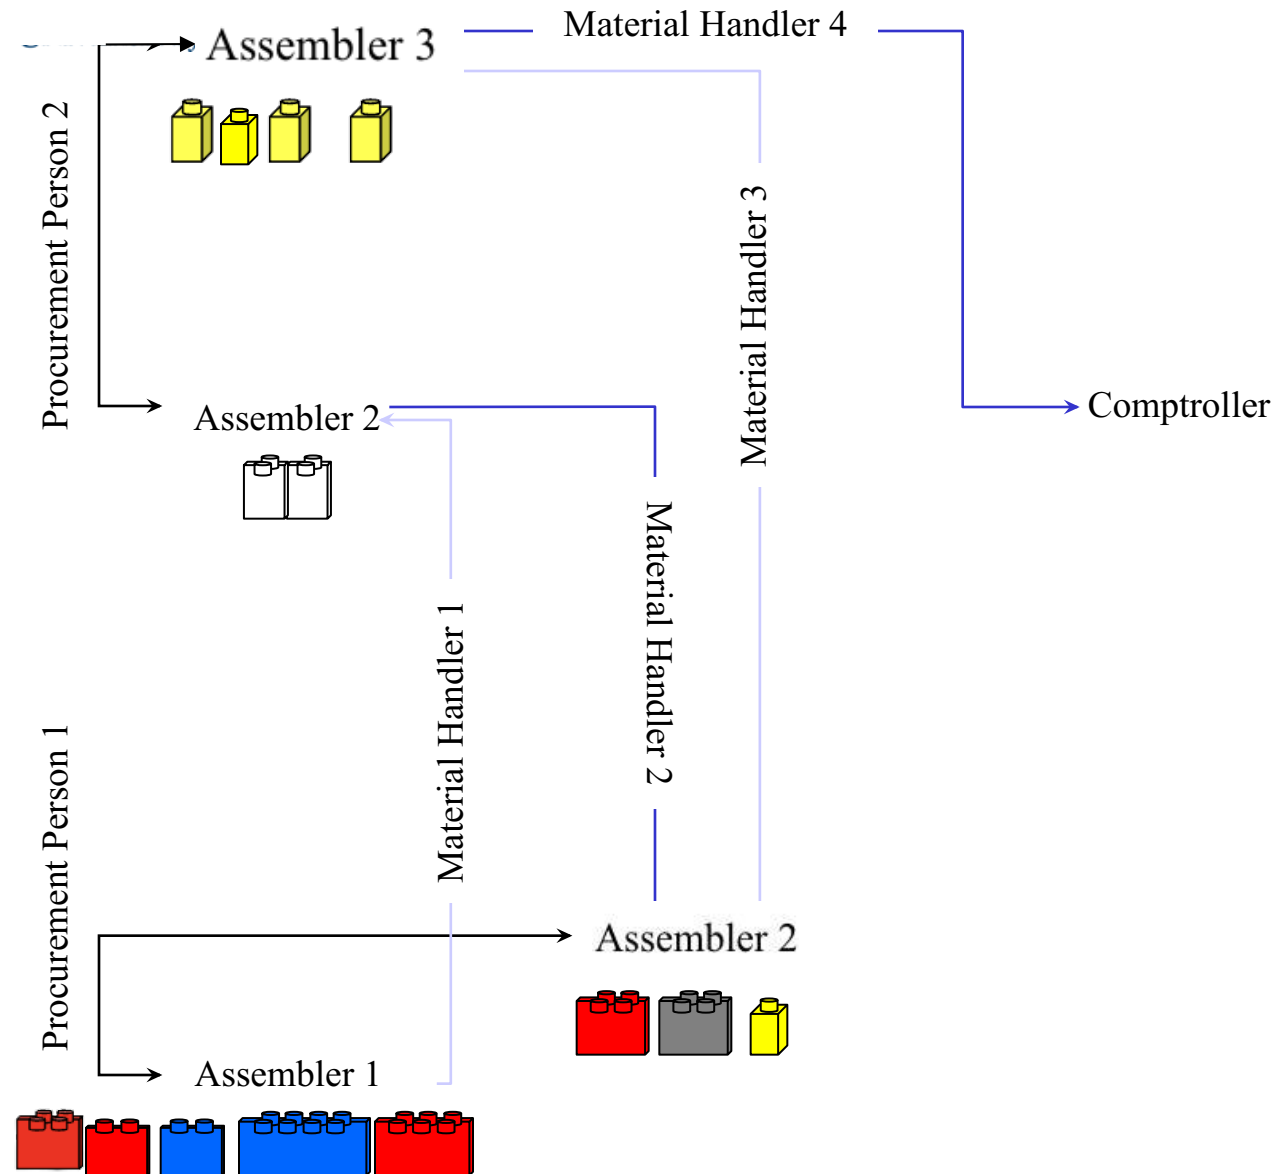 Assembler 3
Material Handler 4
Procurement Person 2
Material Handler 3
Assembler 2
Comptroller
Material Handler 2
Material Handler 1
Procurement Person 1
Assembler 2
Assembler 1